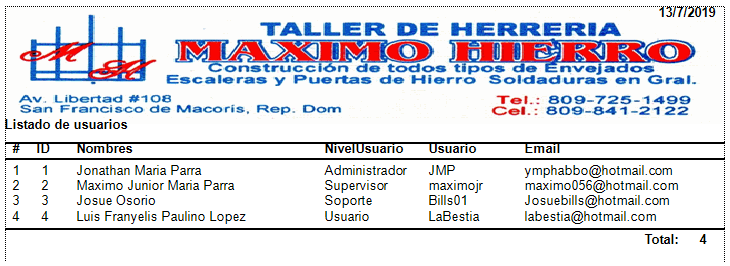 13/7/2019
TALLER DE HERRERIA
MM
MAXIMO HIERRO
Construcción de todos tipos de Envejados
Escaleras y Puertas de Hierro Soldaduras en Gral.
Av. Libertad #108 Tel.: 809-725-1499
San Francisco de Macorís, Rep. Dom Cel.: 809-841-2122
Listado de usuarios
# ID Nombres NivelUsuario Usuario Email
1 1 Jonathan Maria Parra Administrador JMP ymphabbo@hotmail.com
2 2 Maximo Junior Maria Parra Supervisor maximojr maximo056@hotmail.com
3 3 Josue Osorio Soporte Bills01 Josuebills@hotmail.com
4 4 Luis Franyelis Paulino Lopez Usuario LaBestia labestia@hotmail.com
Total: 4